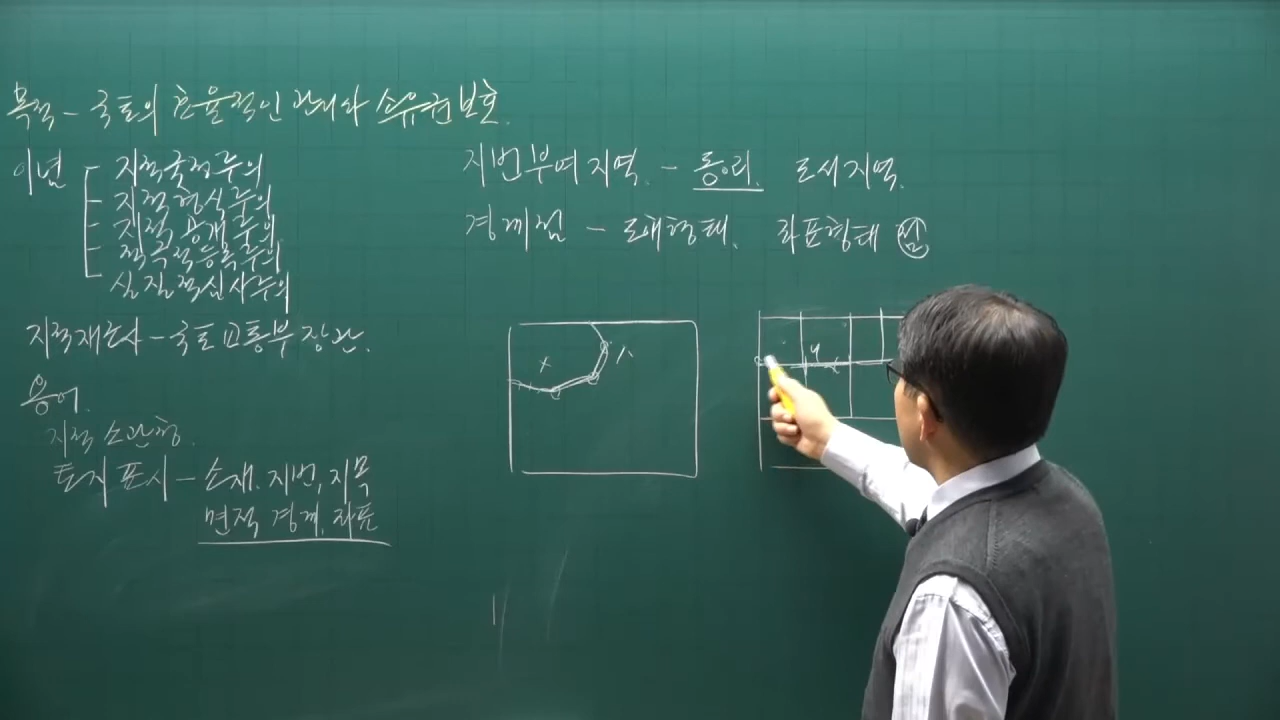 목적 - 국토의 효율적인 관리와 소유권 보호.
이념 - 지적국정주의
지적형식주의
지적공개주의
직권적등록주의
실질적심사주의
지적재조사 - 국토교통부장관.
용어.
지적소관청.
토지표시 - 소재, 지번, 지목
면적, 경계, 좌표
지번부여지역. - 동·리. 도서지역.
경계점 - 도해형태. 좌표형태 점